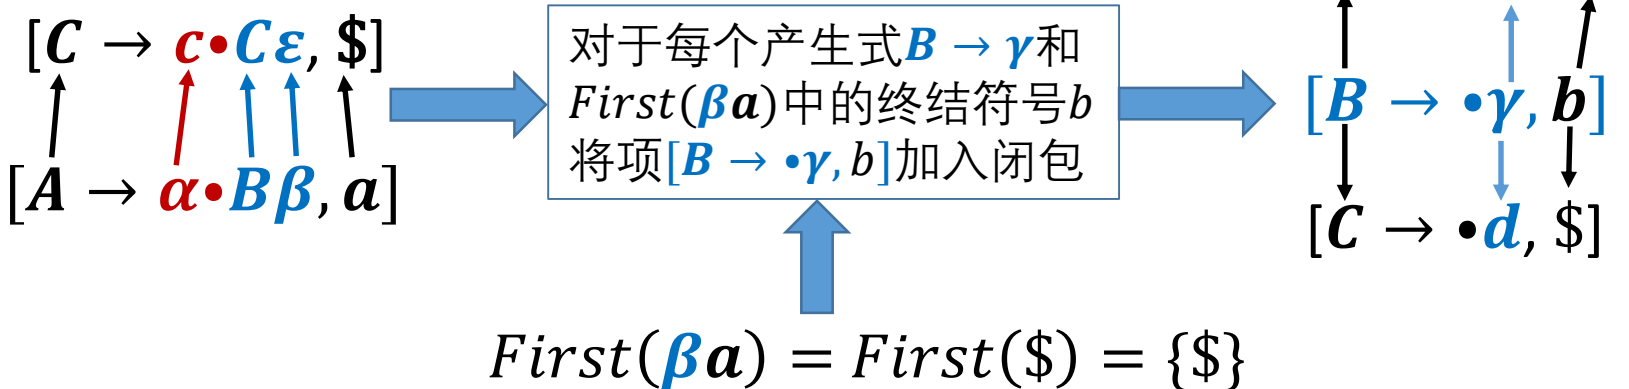 [C → c•Cε, $]
[A → α•Bβ, a]
对于每个产生式B → γ和
First(βa)中的终结符号b
将项[B → •γ, b]加入闭包
[B → •γ, b]
[C → •d, $]
First(βa) = First($) = {$}